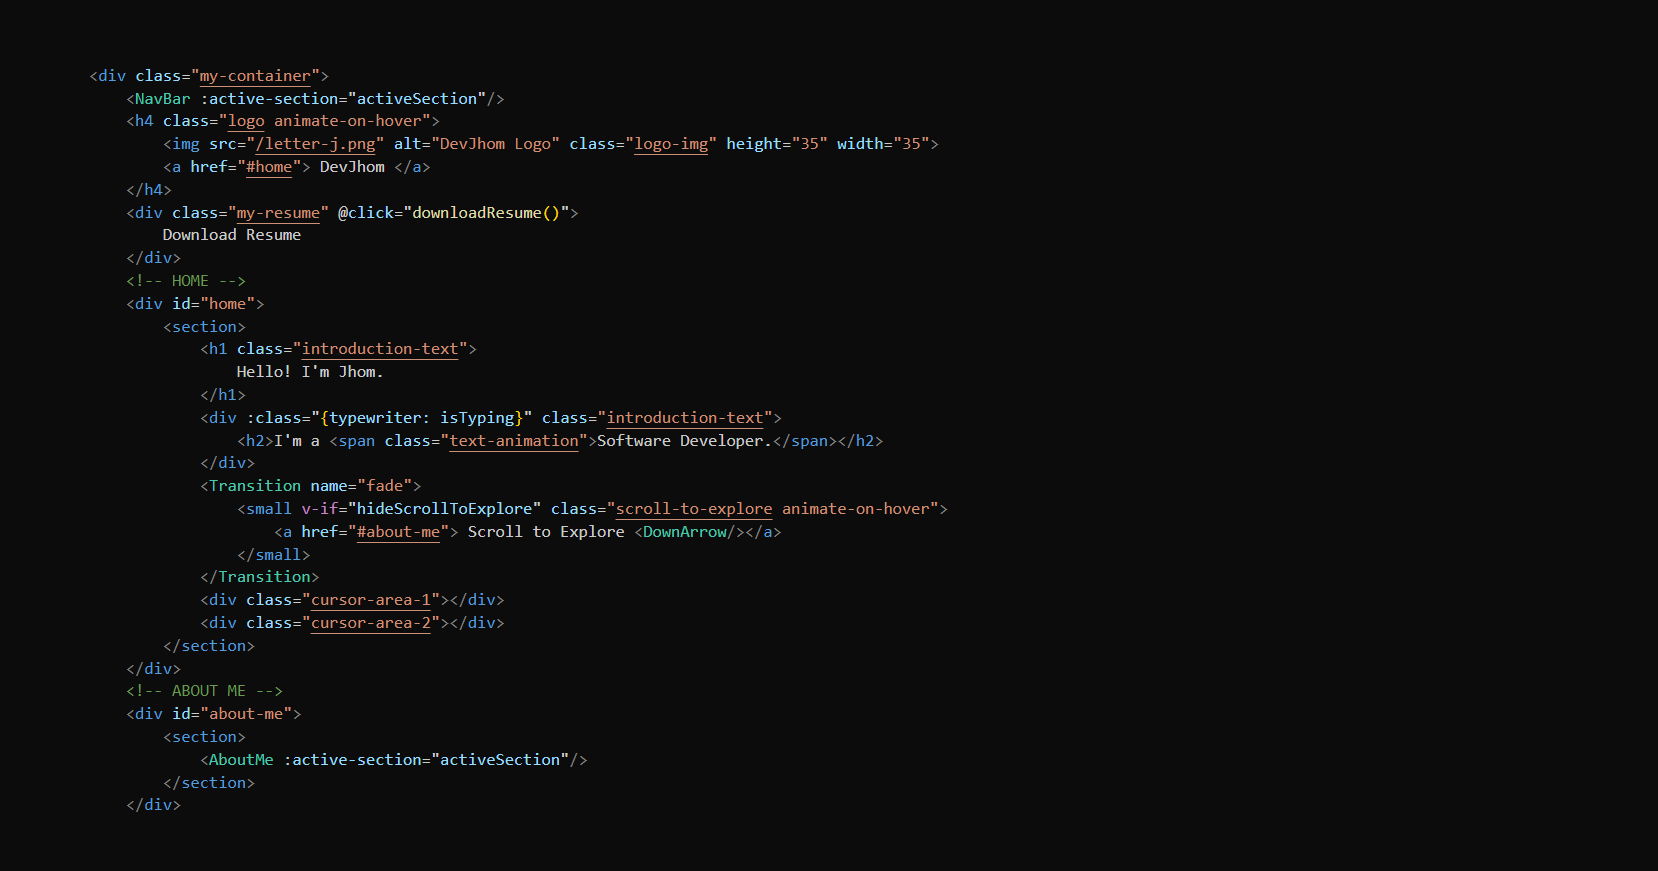 <div class="my-container">
    <NavBar :active-section="activeSection"/>
    <h4 class="logo animate-on-hover">
        <img src="/letter-j.png" alt="DevJhom Logo" class="logo-img" height="35" width="35">
        <a href="#home"> DevJhom </a>
    </h4>
    <div class="my-resume" @click="downloadResume()">
        Download Resume
    </div>
    <!-- HOME -->
    <div id="home">
        <section>
            <h1 class="introduction-text">
                Hello! I'm Jhom.
            </h1>
            <div :class="{typewriter: isTyping}" class="introduction-text">
                <h2>I'm a <span class="text-animation">Software Developer.</span></h2>
            </div>
            <Transition name="fade">
                <small v-if="hideScrollToExplore" class="scroll-to-explore animate-on-hover">
                    <a href="#about-me"> Scroll to Explore <DownArrow/></a>
                </small>
            </Transition>
            <div class="cursor-area-1"></div>
            <div class="cursor-area-2"></div>
        </section>
    </div>
    <!-- ABOUT ME -->
    <div id="about-me">
        <section>
            <AboutMe :active-section="activeSection"/>
        </section>
    </div>